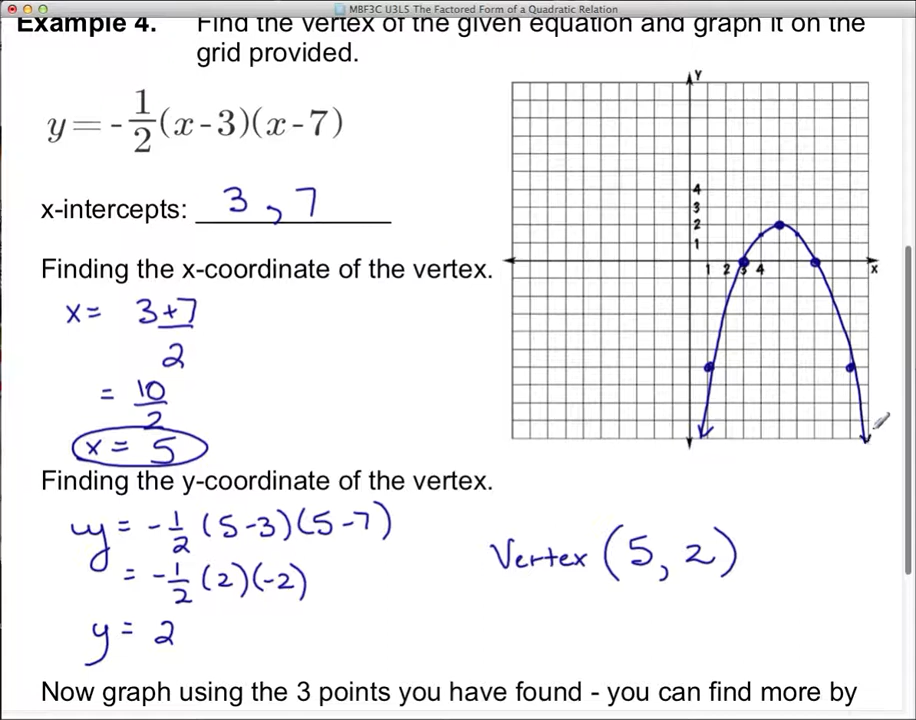 MBF3C U3L5 The Factored Form of a Quadratic Relation
Example 4. Find the vertex of the given equation and graph it on the
grid provided.
y = -1/2(x-3)(x-7)
x-intercepts: 3, 7
Finding the x-coordinate of the vertex.
x = 3+7
2
= 10
2
x = 5
Finding the y-coordinate of the vertex.
y = -1/2 (5-3)(5-7)
= -1/2 (2)(-2)
y = 2
Vertex (5, 2)
Now graph using the 3 points you have found - you can find more by
Y
4
3
2
1
1 2 3 4
x